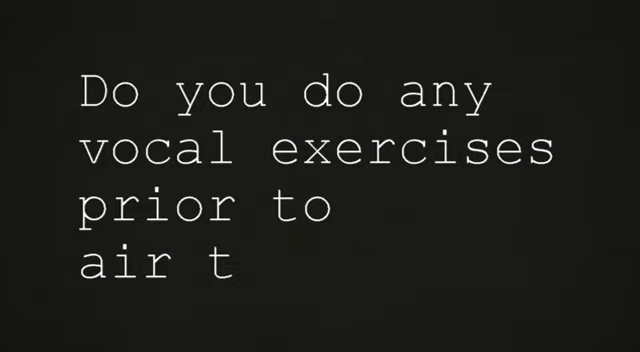 Do you do any
vocal exercises
prior to
air t